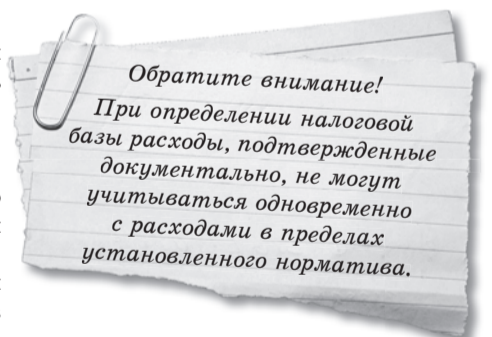 Обратите внимание!
При определении налоговой
базы расходы, подтвержденные
документально, не могут
учитываться одновременно
с расходами в пределах
установленного норматива.